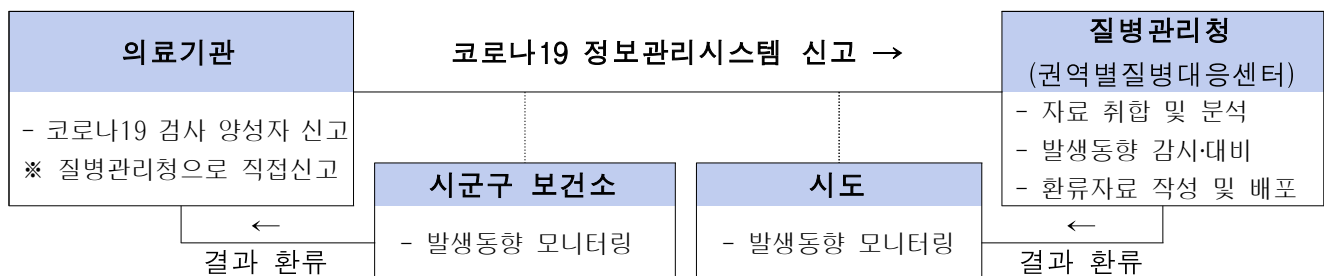 의료기관
- 코로나19 검사 양성자 신고
※ 질병관리청으로 직접신고
코로나19 정보관리시스템 신고 →
질병관리청
(권역별질병대응센터)
- 자료 취합 및 분석
- 발생동향 감시·대비
- 환류자료 작성 및 배포
시군구 보건소
- 발생동향 모니터링
시도
- 발생동향 모니터링
←
결과 환류
←
결과 환류